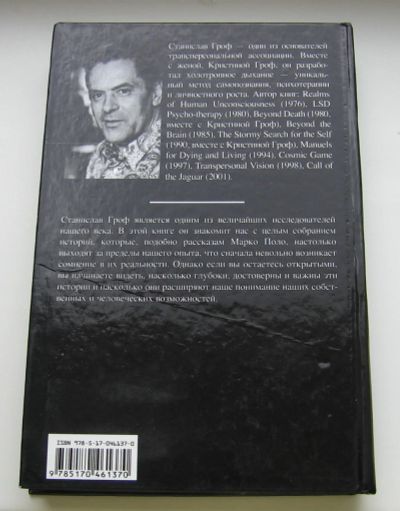 Станислав Гроф — один из основателей
трансперсональной ассоциации. Вместе
с женой, Кристиной Гроф, он разрабо-
тал холотропное дыхание — уникаль-
ный метод самопознания, психотерапии
и личностного роста. Автор книг: Realms
of Human Unconsciousness (1976), LSD
Psycho-therapy (1980), Beyond Death (1980,
вместе с Кристиной Гроф), Beyond the
Brain (1985), The Stormy Search for the Self
(1990, вместе с Кристиной Гроф), Manuels
for Dying and Living (1994), Cosmic Game
(1997), Transpersonal Vision (1998), Call of
the Jaguar (2001).
Станислав Гроф является одним из величайших исследователей
нашего века. В этой книге он знакомит нас с целым собранием
историй, которые, подобно рассказам Марко Поло, настолько
выходят за пределы нашего опыта, что сначала невольно возникает
сомнение в их реальности. Однако если вы остаетесь открытыми,
вы начинаете видеть, насколько глубоки, достоверны и важны эти
истории и насколько они расширяют наше понимание наших собст-
венных и человеческих возможностей.
ISBN 978-5-17-046137-0
9 785170 461370